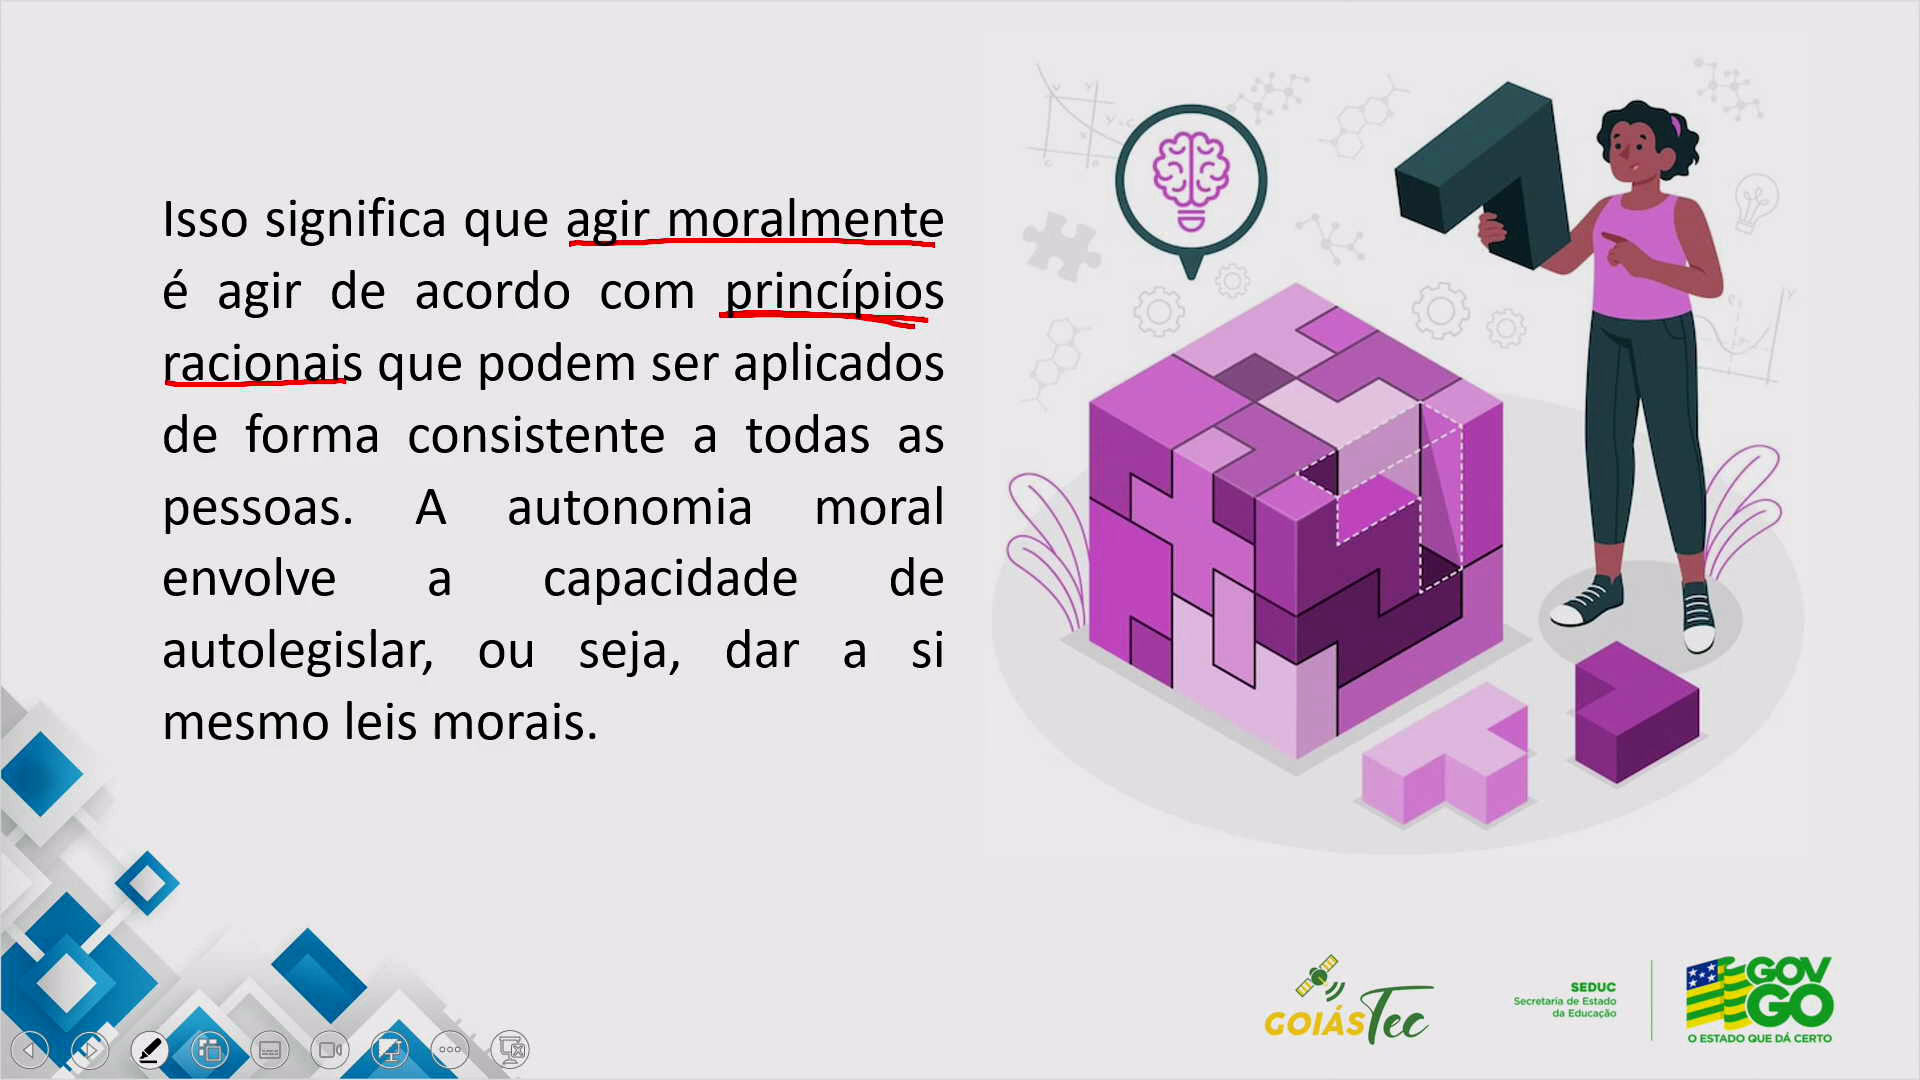 Isso significa que agir moralmente
é agir de acordo com princípios
racionais que podem ser aplicados
de forma consistente a todas as
pessoas. A autonomia moral
envolve a capacidade de
autolegislar, ou seja, dar a si
mesmo leis morais.
GOIÁSTec
SEDUC
Secretaria de Estado
da Educação
GOV
GO
O ESTADO QUE DÁ CERTO